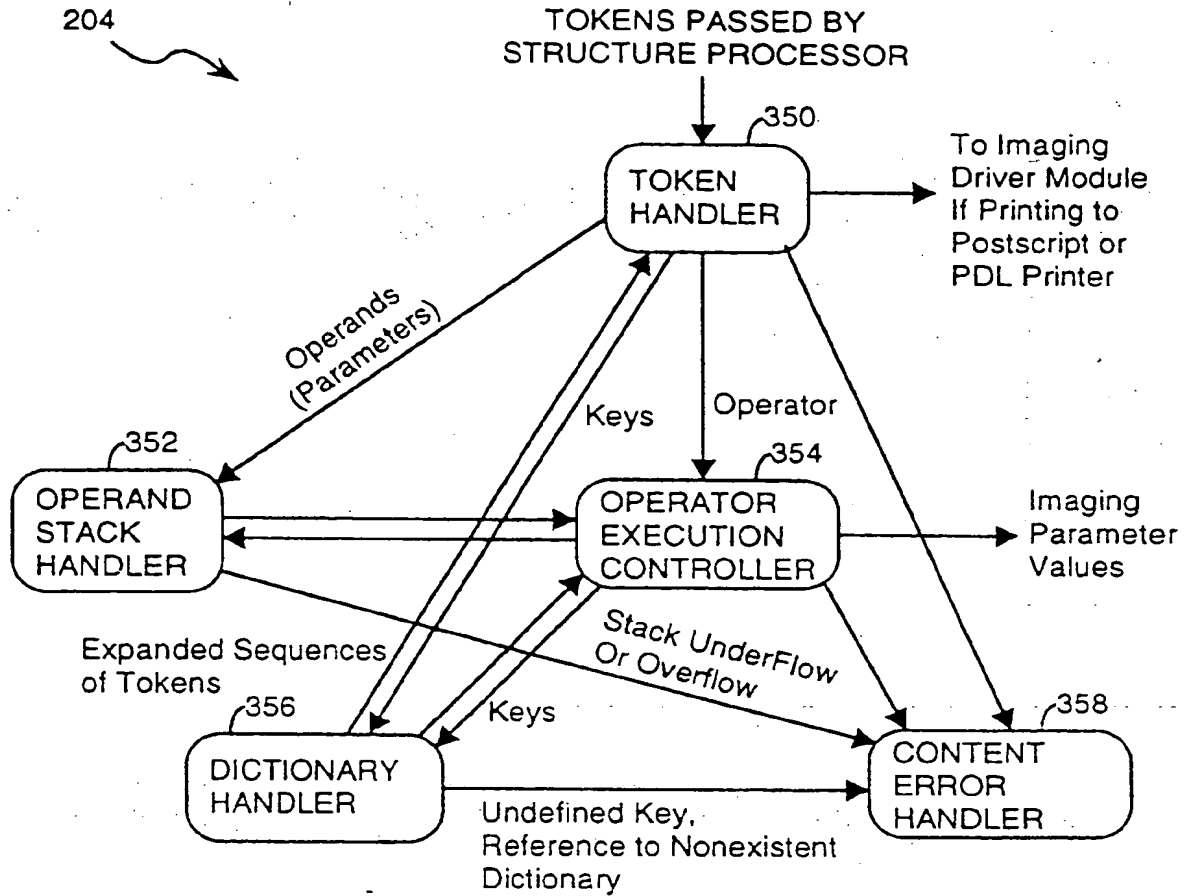 204
TOKENS PASSED BY
STRUCTURE PROCESSOR
350
TOKEN
HANDLER
To Imaging
Driver Module
If Printing to
Postscript or
PDL Printer
Operands
(Parameters)
Keys
Operator
352
OPERAND
STACK
HANDLER
354
OPERATOR
EXECUTION
CONTROLLER
Imaging
Parameter
Values
Expanded Sequences
of Tokens
Stack UnderFlow
Or Overflow
Keys
356
DICTIONARY
HANDLER
358
CONTENT
ERROR
HANDLER
Undefined Key,
Reference to Nonexistent
Dictionary